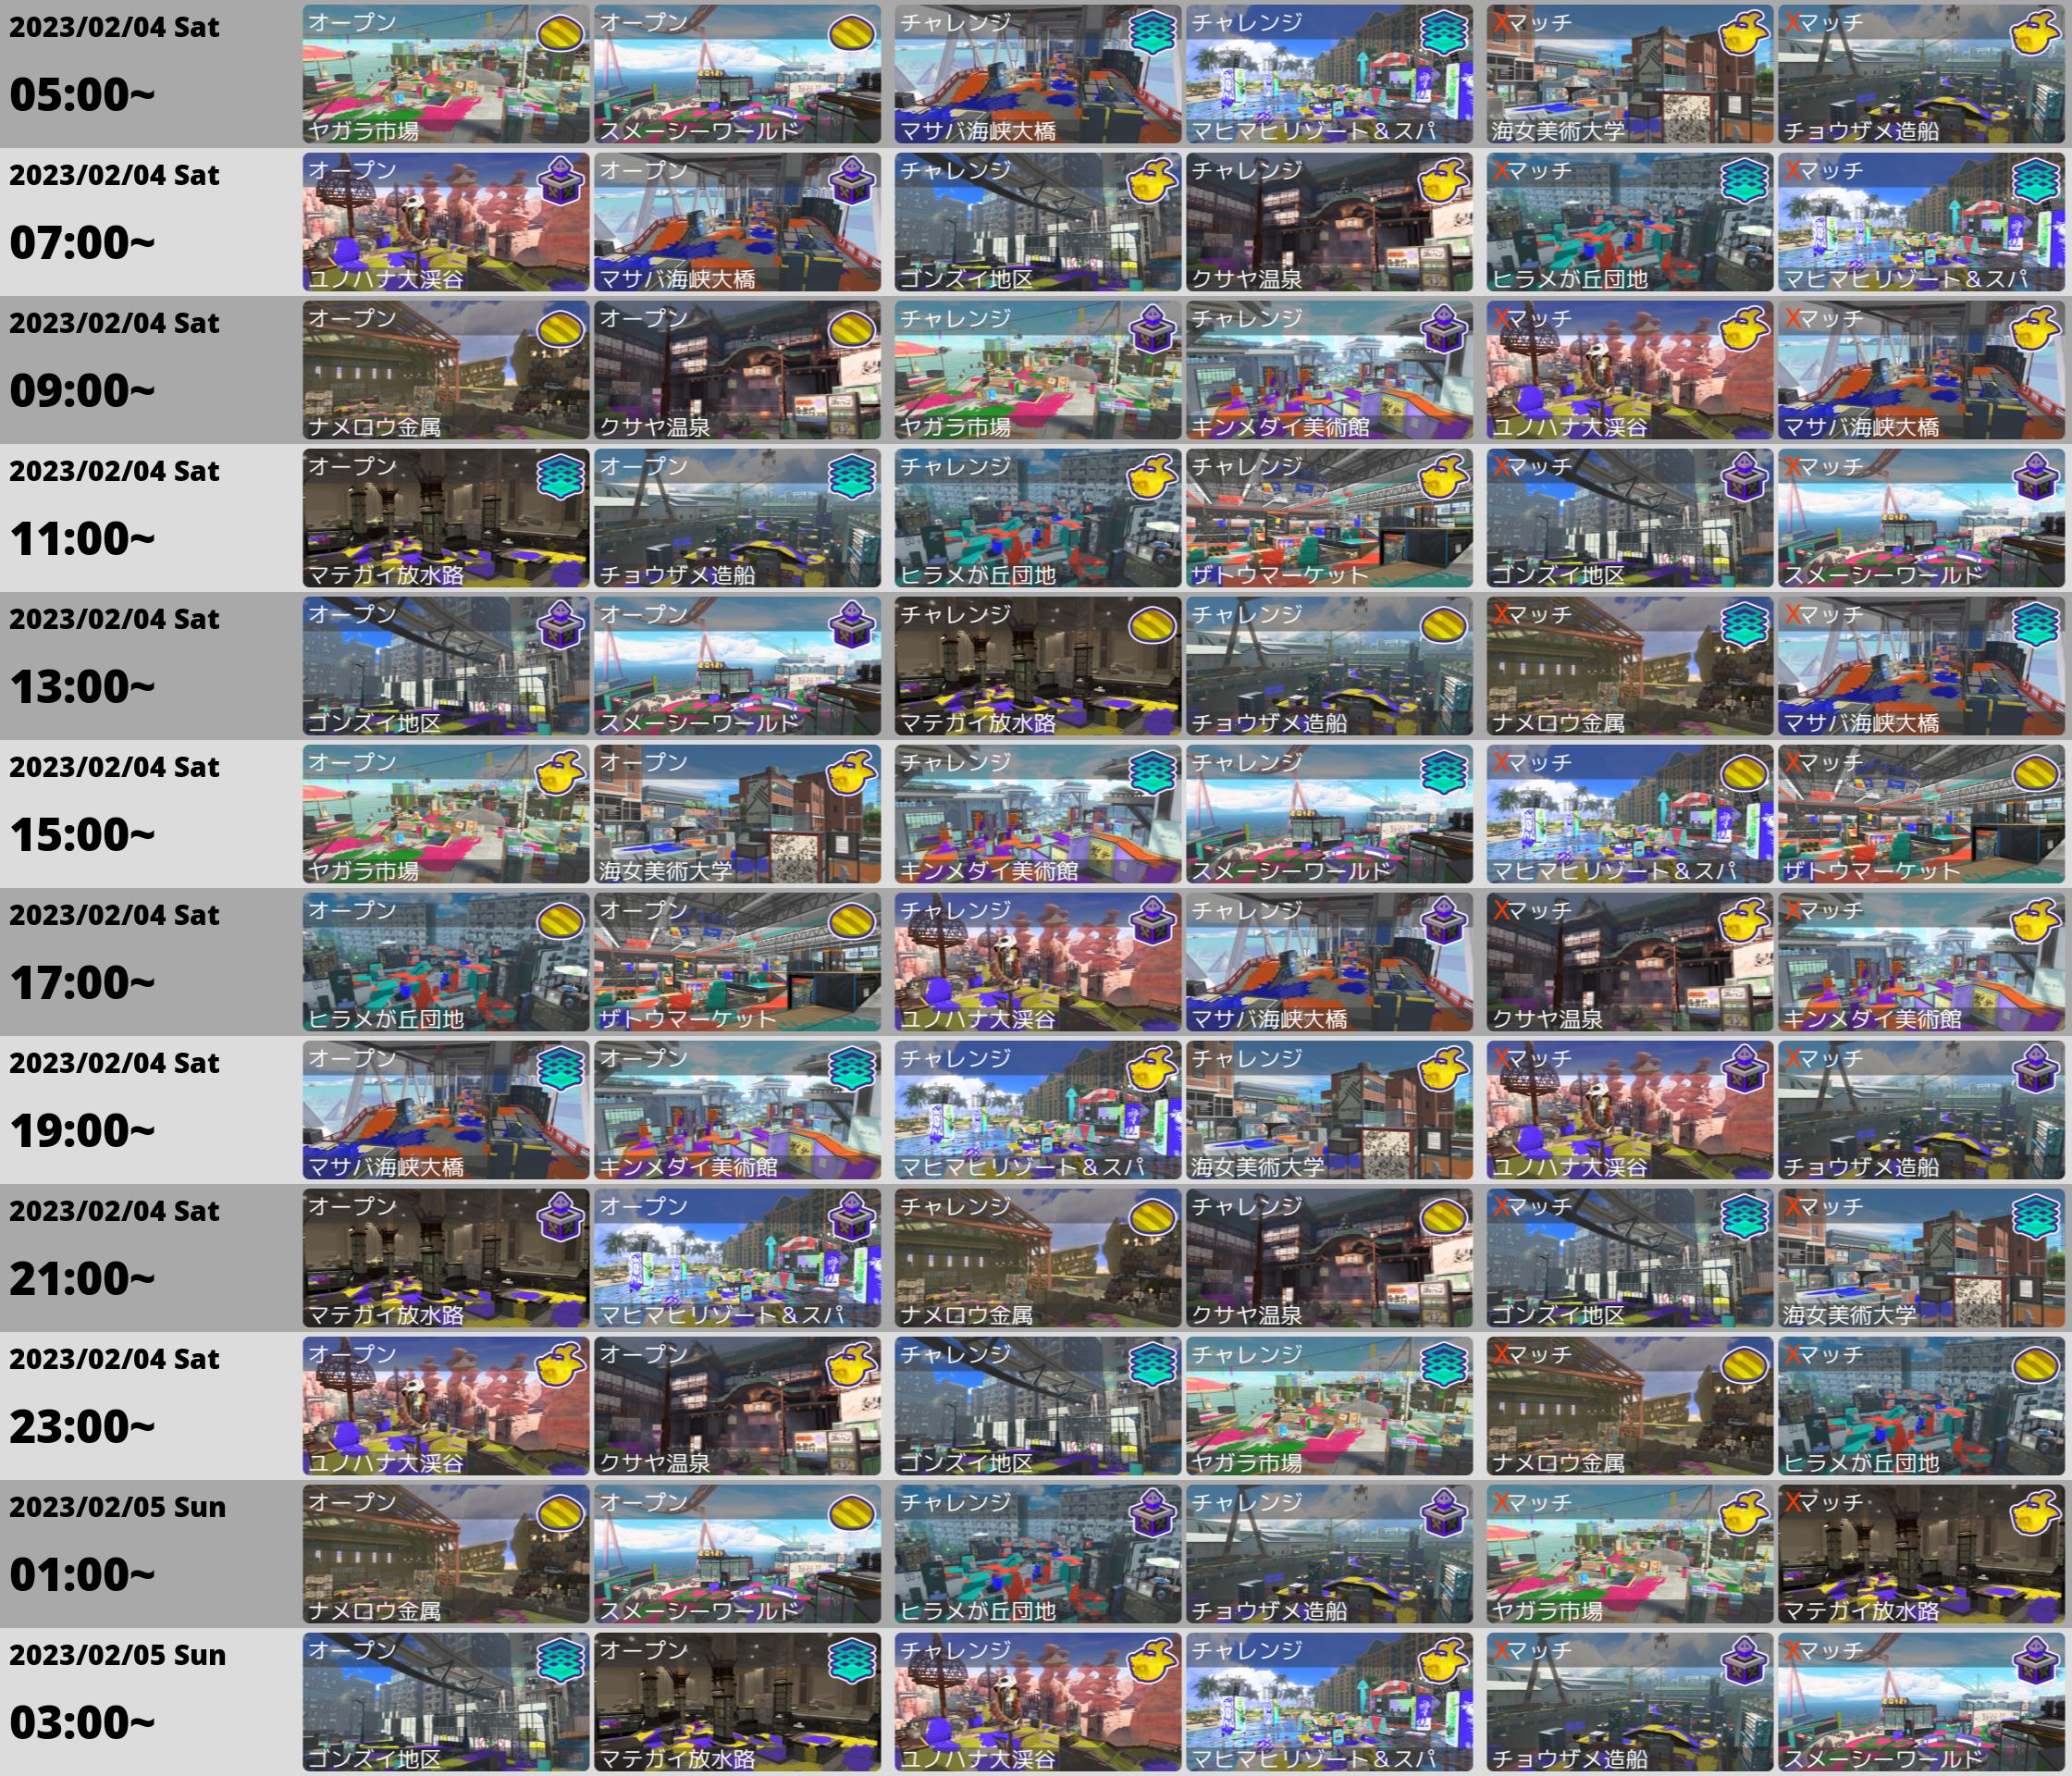 2023/02/04 Sat
05:00~
オープン オープン チャレンジ チャレンジ Xマッチ Xマッチ
ヤガラ市場 スメーシーワールド マサバ海峡大橋 マヒマヒリゾート＆スパ 海女美術大学 チョウザメ造船
2023/02/04 Sat
07:00~
オープン オープン チャレンジ チャレンジ Xマッチ Xマッチ
ユノハナ大渓谷 マサバ海峡大橋 ゴンズイ地区 クサヤ温泉 ヒラメが丘団地 マヒマヒリゾート＆スパ
2023/02/04 Sat
09:00~
オープン オープン チャレンジ チャレンジ Xマッチ Xマッチ
ナメロウ金属 クサヤ温泉 ヤガラ市場 キンメダイ美術館 ユノハナ大渓谷 マサバ海峡大橋
2023/02/04 Sat
11:00~
オープン オープン チャレンジ チャレンジ Xマッチ Xマッチ
マテガイ放水路 チョウザメ造船 ヒラメが丘団地 ザトウマーケット ゴンズイ地区 スメーシーワールド
2023/02/04 Sat
13:00~
オープン オープン チャレンジ チャレンジ Xマッチ Xマッチ
ゴンズイ地区 スメーシーワールド マテガイ放水路 チョウザメ造船 ナメロウ金属 マサバ海峡大橋
2023/02/04 Sat
15:00~
オープン オープン チャレンジ チャレンジ Xマッチ Xマッチ
ヤガラ市場 海女美術大学 キンメダイ美術館 スメーシーワールド マヒマヒリゾート＆スパ ザトウマーケット
2023/02/04 Sat
17:00~
オープン オープン チャレンジ チャレンジ Xマッチ Xマッチ
ヒラメが丘団地 ザトウマーケット ユノハナ大渓谷 マサバ海峡大橋 クサヤ温泉 キンメダイ美術館
2023/02/04 Sat
19:00~
オープン オープン チャレンジ チャレンジ Xマッチ Xマッチ
マサバ海峡大橋 キンメダイ美術館 マヒマヒリゾート＆スパ 海女美術大学 ユノハナ大渓谷 チョウザメ造船
2023/02/04 Sat
21:00~
オープン オープン チャレンジ チャレンジ Xマッチ Xマッチ
マテガイ放水路 マヒマヒリゾート＆スパ ナメロウ金属 クサヤ温泉 ゴンズイ地区 海女美術大学
2023/02/04 Sat
23:00~
オープン オープン チャレンジ チャレンジ Xマッチ Xマッチ
ユノハナ大渓谷 クサヤ温泉 ゴンズイ地区 ヤガラ市場 ナメロウ金属 ヒラメが丘団地
2023/02/05 Sun
01:00~
オープン オープン チャレンジ チャレンジ Xマッチ Xマッチ
ナメロウ金属 スメーシーワールド ヒラメが丘団地 チョウザメ造船 ヤガラ市場 マテガイ放水路
2023/02/05 Sun
03:00~
オープン オープン チャレンジ チャレンジ Xマッチ Xマッチ
ゴンズイ地区 マテガイ放水路 ユノハナ大渓谷 マヒマヒリゾート＆スパ チョウザメ造船 スメーシーワールド